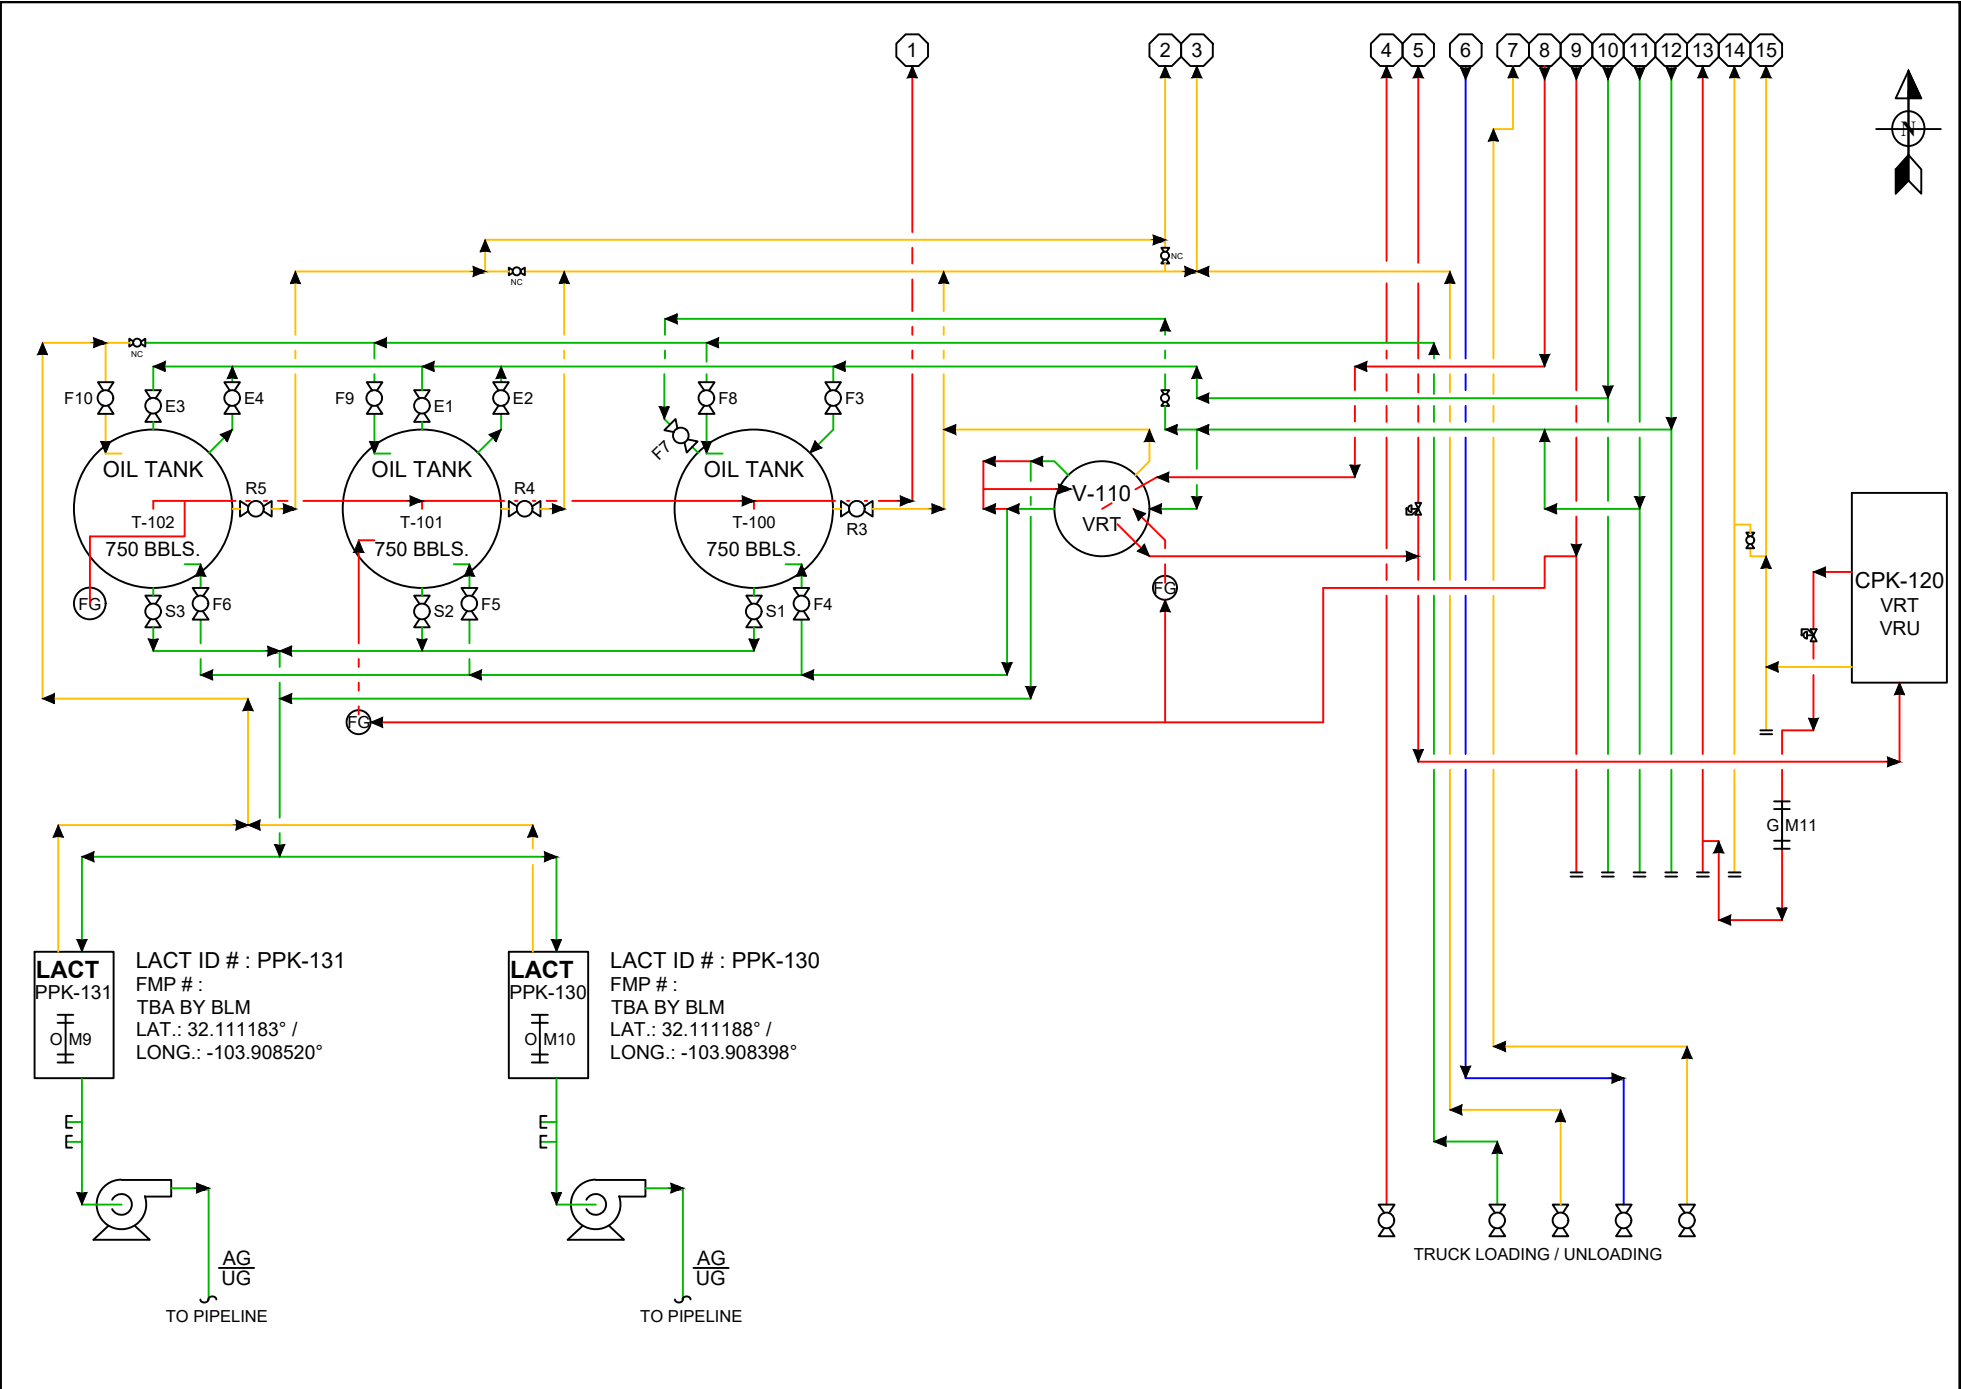 1
2 3
4 5 6 7 8 9 10 11 12 13 14 15
N
NC
NC
NC
F10 E3 E4 F9 E1 E2 F8 F3
F7
OIL TANK
T-102
750 BBLS.
R5
OIL TANK
T-101
750 BBLS.
R4
OIL TANK
T-100
750 BBLS.
R3
V-110
VRT
FG
FG
FG
S3 F6 S2 F5 S1 F4
CPK-120
VRT
VRU
G M11
LACT
PPK-131
O M9
LACT ID # : PPK-131
FMP # :
TBA BY BLM
LAT.: 32.111183° /
LONG.: -103.908520°
LACT
PPK-130
O M10
LACT ID # : PPK-130
FMP # :
TBA BY BLM
LAT.: 32.111188° /
LONG.: -103.908398°
AG
UG
TO PIPELINE
AG
UG
TO PIPELINE
TRUCK LOADING / UNLOADING